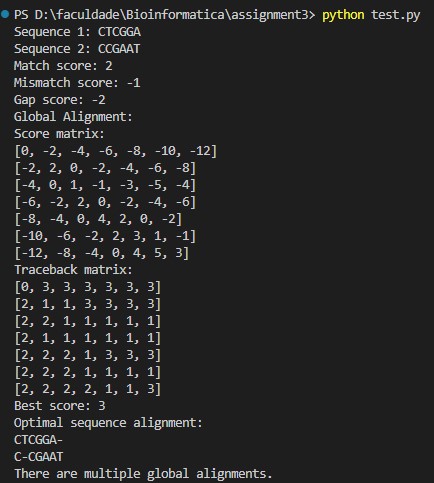 PS D:\faculdade\Bioinformatica\assignment3> python test.py
Sequence 1: CTCGGA
Sequence 2: CCGAAT
Match score: 2
Mismatch score: -1
Gap score: -2
Global Alignment:
Score matrix:
[0, -2, -4, -6, -8, -10, -12]
[-2, 2, 0, -2, -4, -6, -8]
[-4, 0, 1, -1, -3, -5, -4]
[-6, -2, 2, 0, -2, -4, -6]
[-8, -4, 0, 4, 2, 0, -2]
[-10, -6, -2, 2, 3, 1, -1]
[-12, -8, -4, 0, 4, 5, 3]
Traceback matrix:
[0, 3, 3, 3, 3, 3, 3]
[2, 1, 1, 3, 3, 3, 3]
[2, 2, 1, 1, 1, 1, 1]
[2, 1, 1, 1, 1, 1, 1]
[2, 2, 2, 1, 3, 3, 3]
[2, 2, 2, 2, 1, 1, 1]
[2, 2, 2, 2, 1, 1, 3]
Best score: 3
Optimal sequence alignment:
CTCGGA-
C-CGAAT
There are multiple global alignments.